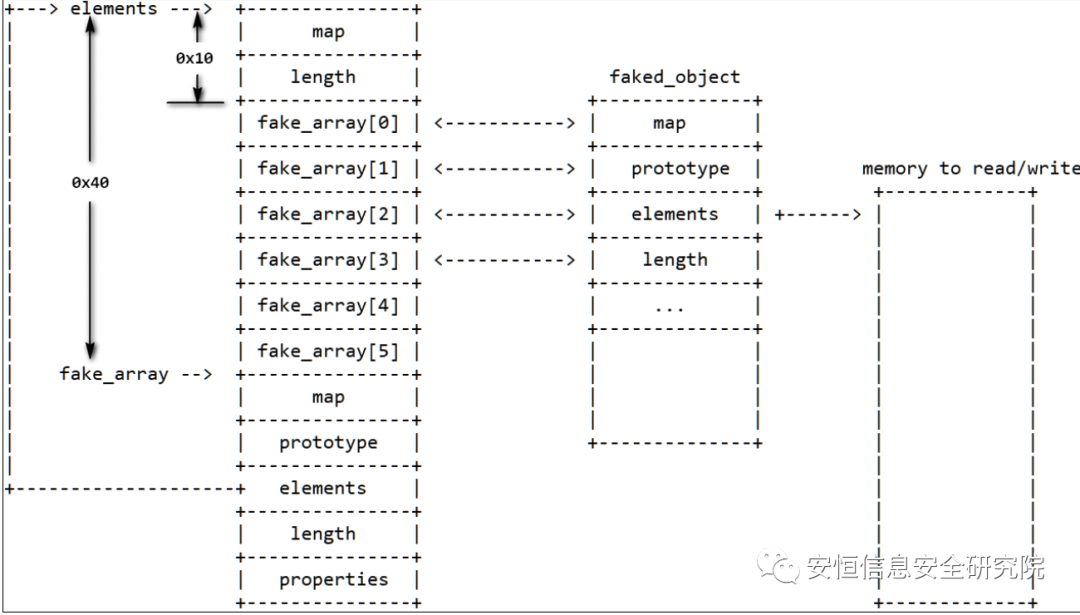 elements --->
map
0x10
length faked_object
fake_array[0] <-----------> map
fake_array[1] <-----------> prototype memory to read/write
0x40
fake_array[2] <-----------> elements +------>
fake_array[3] <-----------> length
fake_array[4] ...
fake_array[5]
fake_array -->
map
prototype
elements
length
properties
安恒信息安全研究院